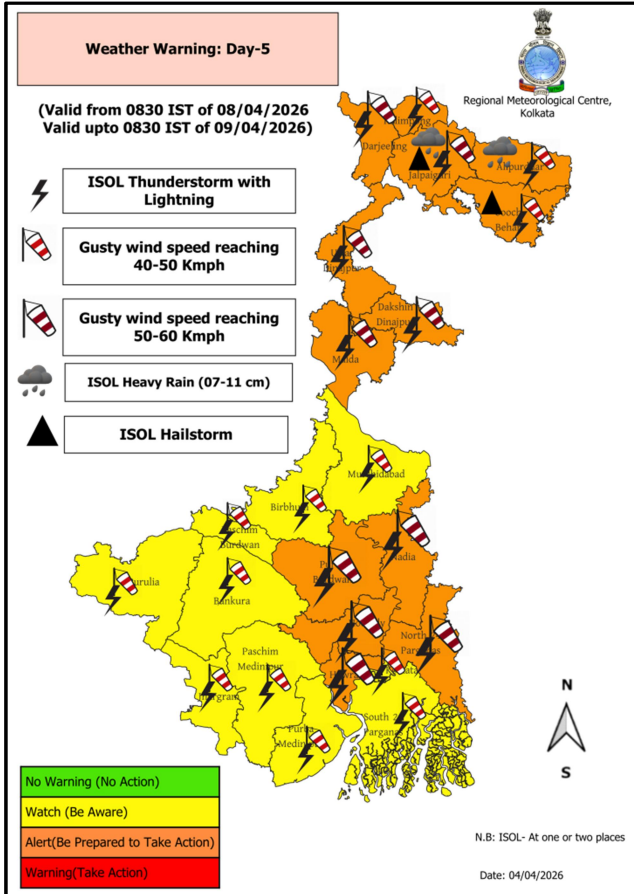 Weather Warning: Day-5
(Valid from 0830 IST of 08/04/2026
Valid upto 0830 IST of 09/04/2026)
Regional Meteorological Centre,
Kolkata
ISOL Thunderstorm with
Lightning
Gusty wind speed reaching
40-50 Kmph
Gusty wind speed reaching
50-60 Kmph
ISOL Heavy Rain (07-11 cm)
ISOL Hailstorm
Darjeeling
Jalpaiguri
Behar
Dinajpur
Dakshin
Dinajpur
Malda
Murshidabad
Birbhum
Burdwan
Nadia
Bankura
Paschim
Medinipur
North
Parganas
South
Parganas
Purba
Medinipur
N
S
No Warning (No Action)
Watch (Be Aware)
Alert(Be Prepared to Take Action)
Warning(Take Action)
N.B: ISOL- At one or two places
Date: 04/04/2026